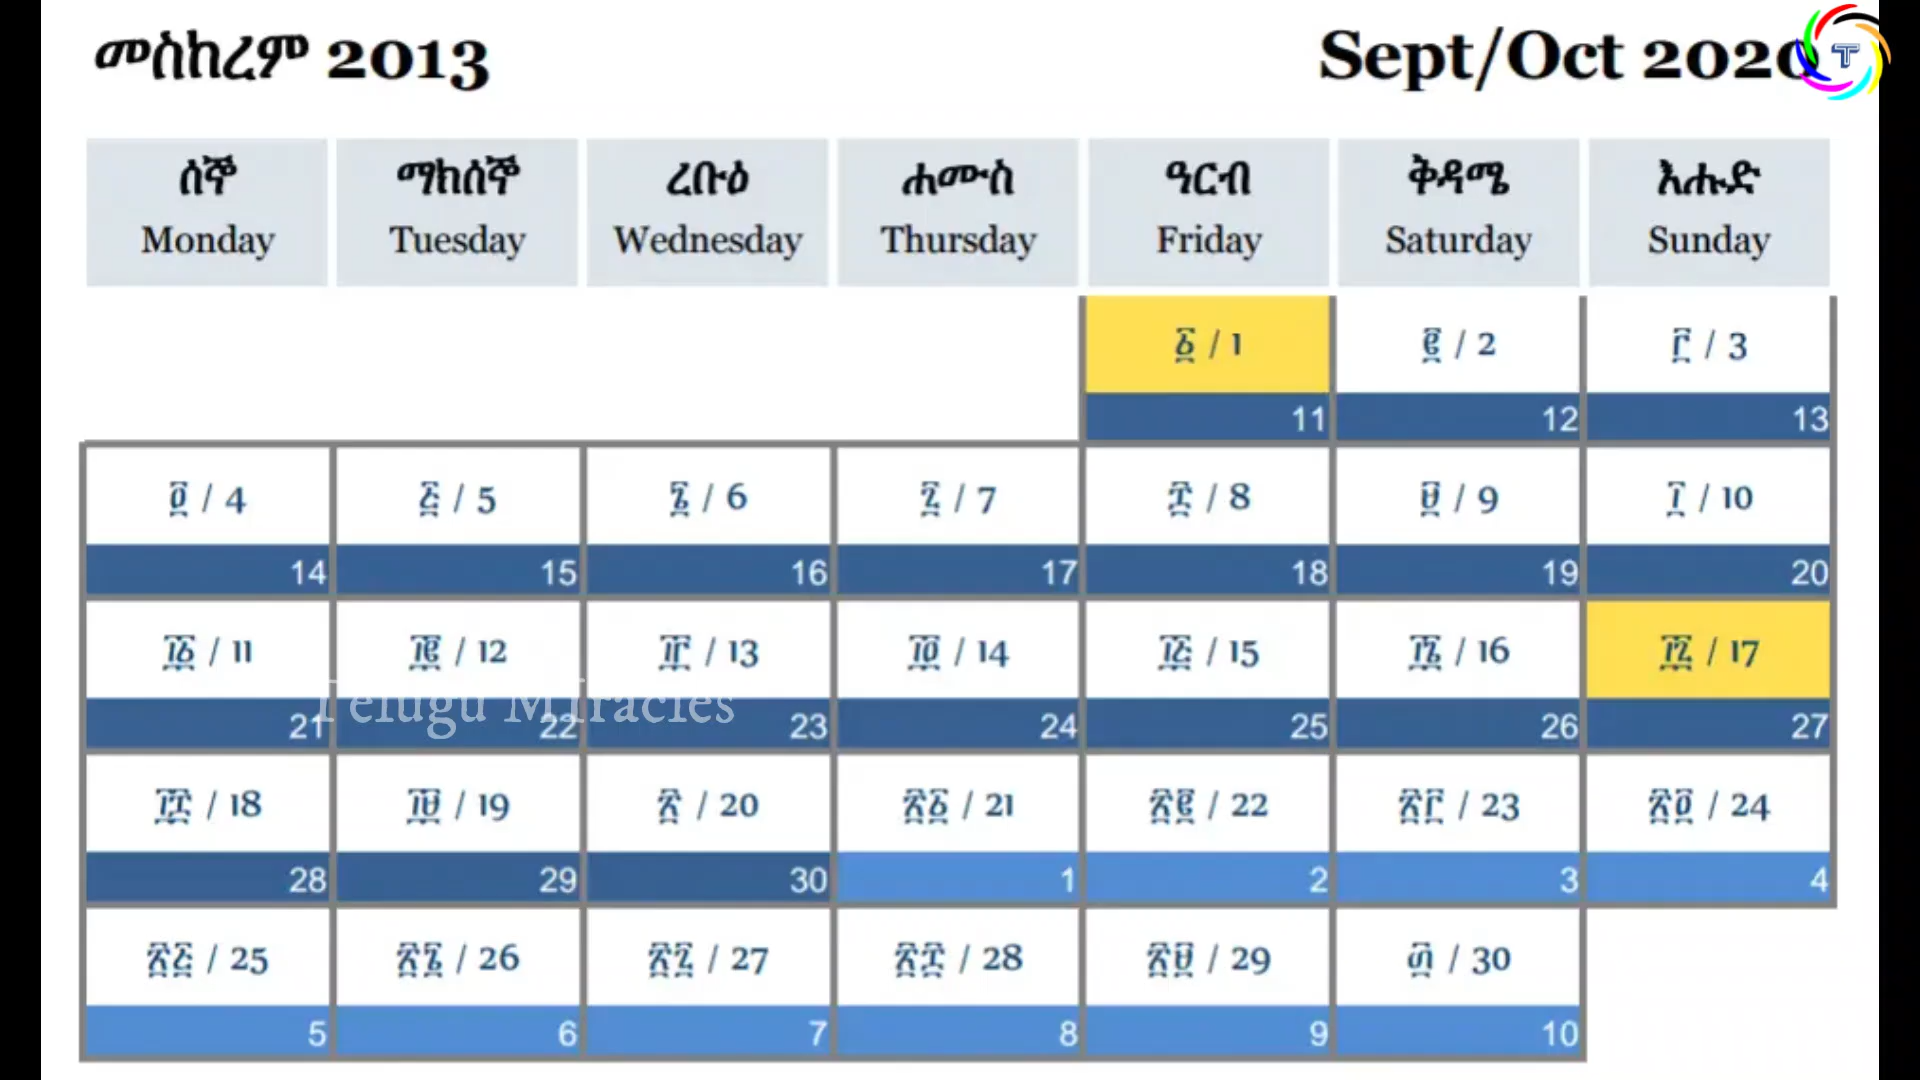 መስከረም 2013
Sept/Oct 2020
T
ሰኞ ማክሰኞ ረቡዕ ሐሙስ ዓርብ ቅዳሜ እሑድ
Monday Tuesday Wednesday Thursday Friday Saturday Sunday
፩ / 1 ፪ / 2 ፫ / 3
11 12 13
፬ / 4 ፭ / 5 ፮ / 6 ፯ / 7 ፰ / 8 ፱ / 9 ፲ / 10
14 15 16 17 18 19 20
፲፩ / 11 ፲፪ / 12 ፲፫ / 13 ፲፬ / 14 ፲፭ / 15 ፲፮ / 16 ፲፯ / 17
Telugu Miracles
21 22 23 24 25 26 27
፲፰ / 18 ፲፱ / 19 ፳ / 20 ፳፩ / 21 ፳፪ / 22 ፳፫ / 23 ፳፬ / 24
28 29 30 1 2 3 4
፳፭ / 25 ፳፮ / 26 ፳፯ / 27 ፳፰ / 28 ፳፱ / 29 ፴ / 30
5 6 7 8 9 10